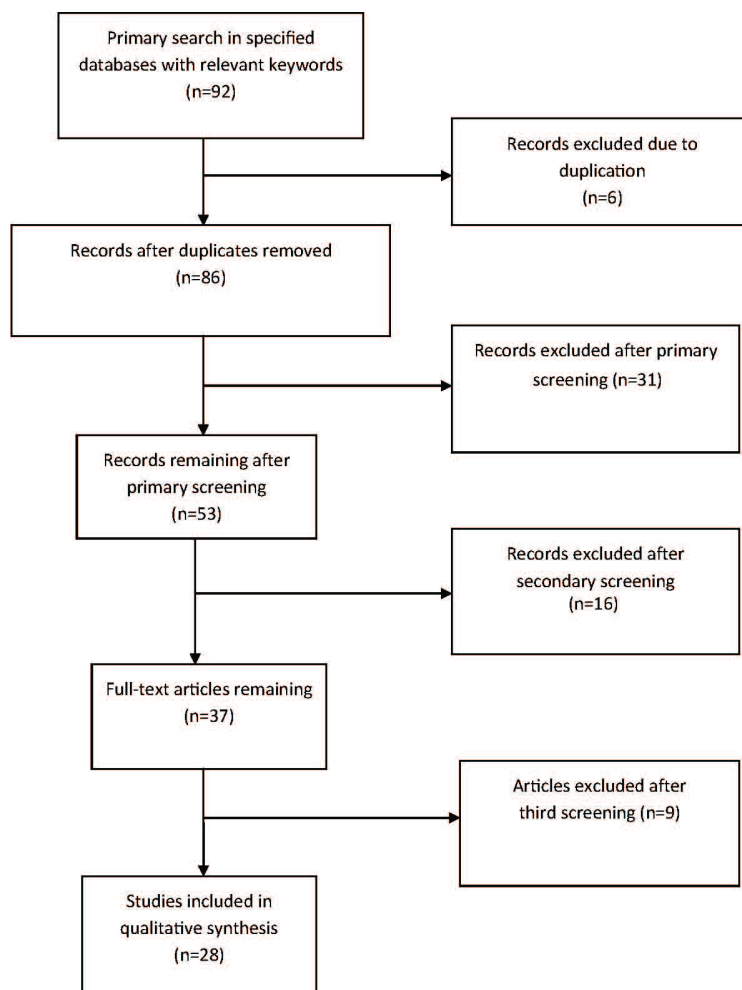 Primary search in specified
databases with relevant keywords
(n=92)
Records excluded due to
duplication
(n=6)
Records after duplicates removed
(n=86)
Records excluded after primary
screening (n=31)
Records remaining after
primary screening
(n=53)
Records excluded after
secondary screening
(n=16)
Full-text articles remaining
(n=37)
Articles excluded after
third screening (n=9)
Studies included in
qualitative synthesis
(n=28)